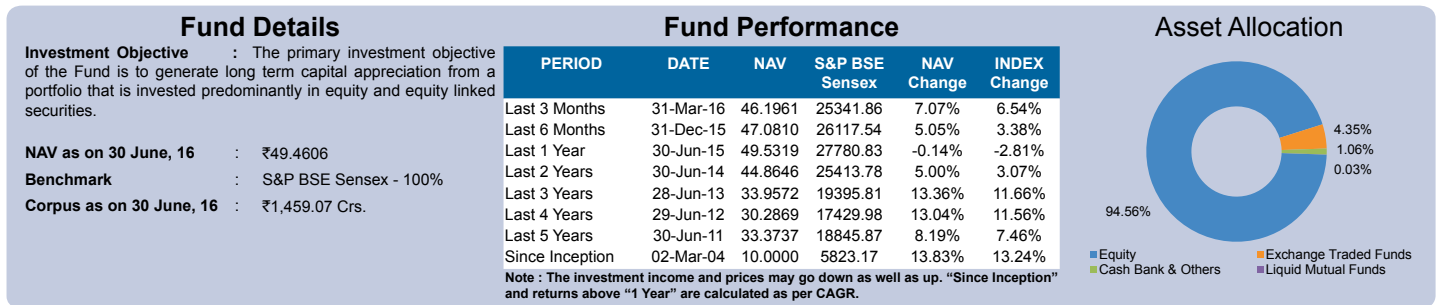 Fund Details
Investment Objective : The primary investment objective
of the Fund is to generate long term capital appreciation from a
portfolio that is invested predominantly in equity and equity linked
securities.
NAV as on 30 June, 16 : ₹49.4606
Benchmark : S&P BSE Sensex - 100%
Corpus as on 30 June, 16 : ₹1,459.07 Crs.
Fund Performance
PERIOD DATE NAV S&P BSE Sensex NAV Change INDEX Change
Last 3 Months 31-Mar-16 46.1961 25341.86 7.07% 6.54%
Last 6 Months 31-Dec-15 47.0810 26117.54 5.05% 3.38%
Last 1 Year 30-Jun-15 49.5319 27780.83 -0.14% -2.81%
Last 2 Years 30-Jun-14 44.8646 25413.78 5.00% 3.07%
Last 3 Years 28-Jun-13 33.9572 19395.81 13.36% 11.66%
Last 4 Years 29-Jun-12 30.2869 17429.98 13.04% 11.56%
Last 5 Years 30-Jun-11 33.3737 18845.87 8.19% 7.46%
Since Inception 02-Mar-04 10.0000 5823.17 13.83% 13.24%
Note : The investment income and prices may go down as well as up. “Since Inception”
and returns above “1 Year” are calculated as per CAGR.
Asset Allocation
4.35%
1.06%
0.03%
94.56%
Equity Exchange Traded Funds
Cash Bank & Others Liquid Mutual Funds